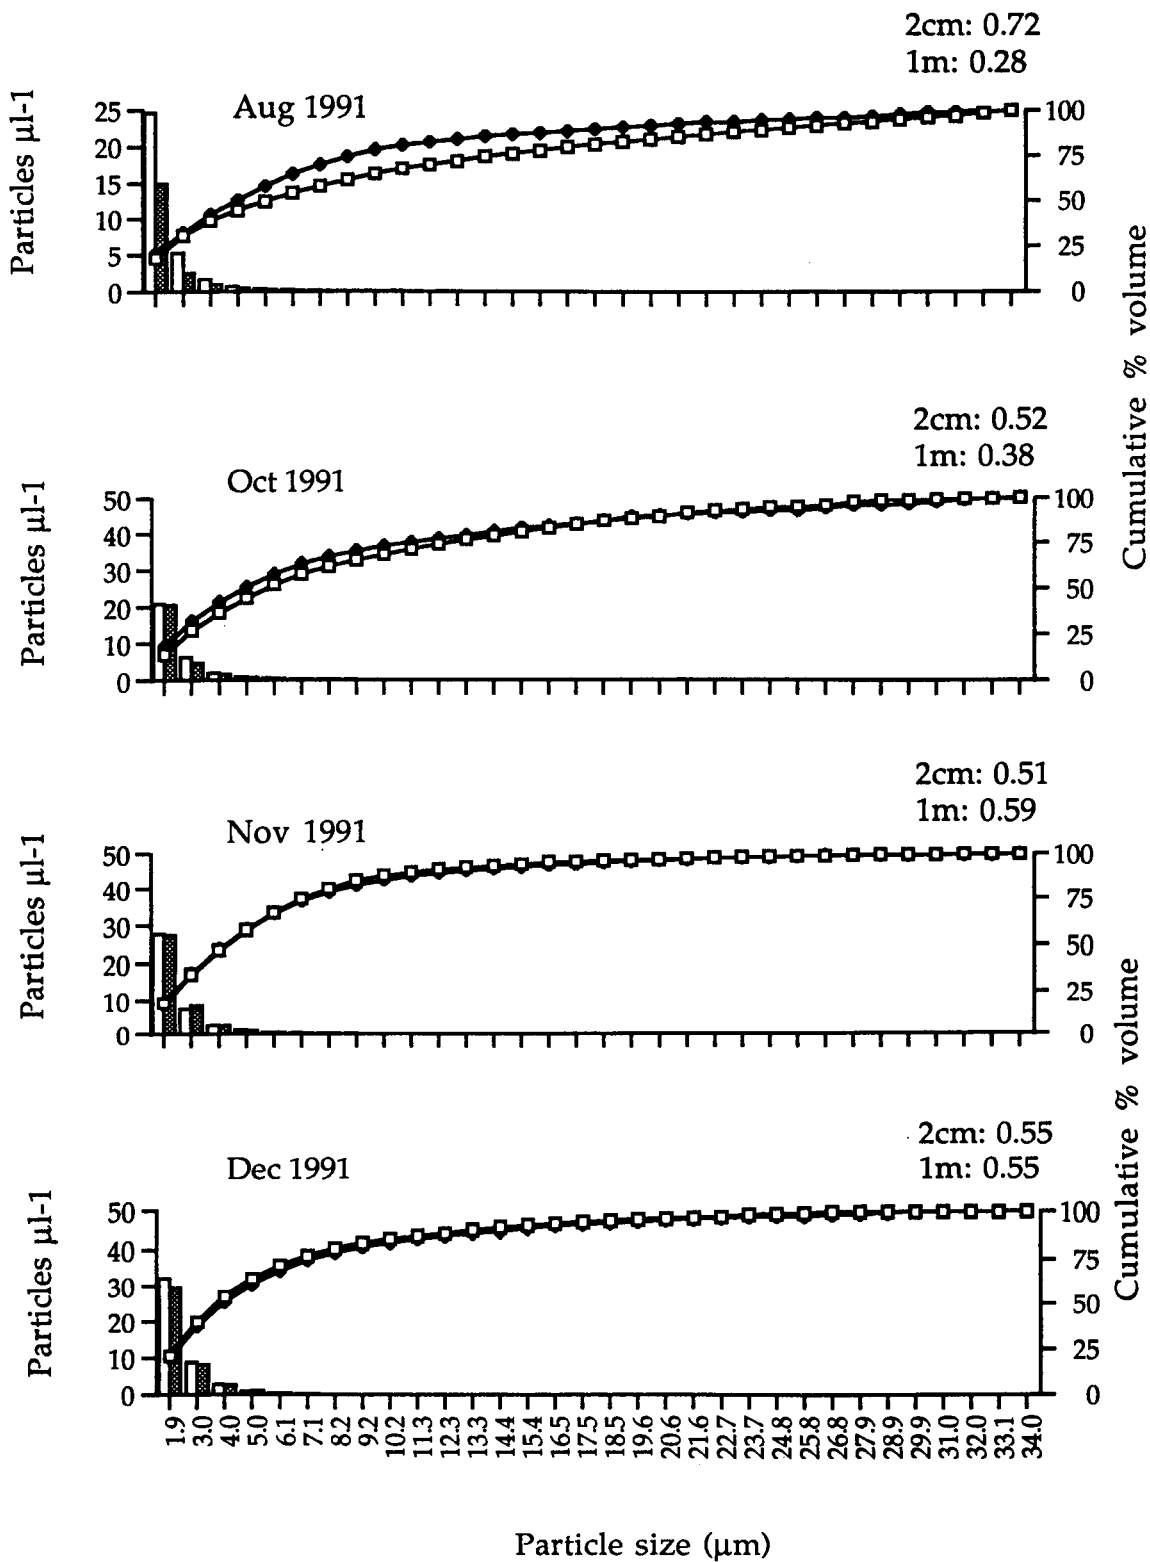 2cm: 0.72
1m: 0.28
Aug 1991
Particles µl-1
25
20
15
10
5
0
100
75
50
25
0
Cumulative % volume
2cm: 0.52
1m: 0.38
Oct 1991
Particles µl-1
50
40
30
20
10
0
100
75
50
25
0
2cm: 0.51
1m: 0.59
Nov 1991
Particles µl-1
50
40
30
20
10
0
100
75
50
25
0
Cumulative % volume
2cm: 0.55
1m: 0.55
Dec 1991
Particles µl-1
50
40
30
20
10
0
100
75
50
25
0
1.9 3.0 4.0 5.0 6.1 7.1 8.2 9.2 10.2 11.3 12.3 13.3 14.4 15.4 16.5 17.5 18.5 19.6 20.6 21.6 22.7 23.7 24.8 25.8 26.8 27.9 28.9 29.9 31.0 32.0 33.1 34.0
Particle size (µm)